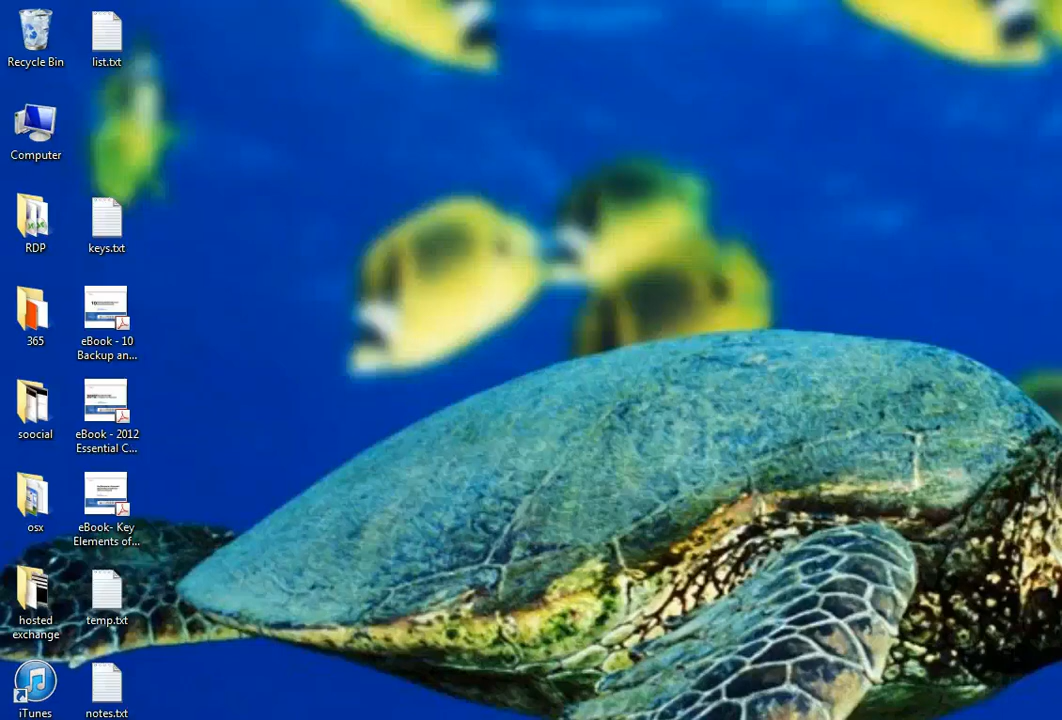 Recycle Bin
list.txt
Computer
RDP
keys.txt
365
eBook - 10
Backup an...
soocial
eBook - 2012
Essential C...
osx
eBook- Key
Elements of...
hosted
exchange
temp.txt
iTunes
notes.txt